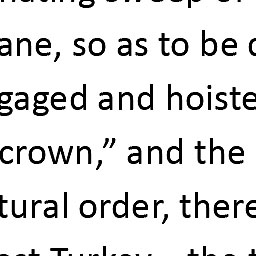 ane, so as to be
gaged and hoiste
crown,” and the
tural order, there